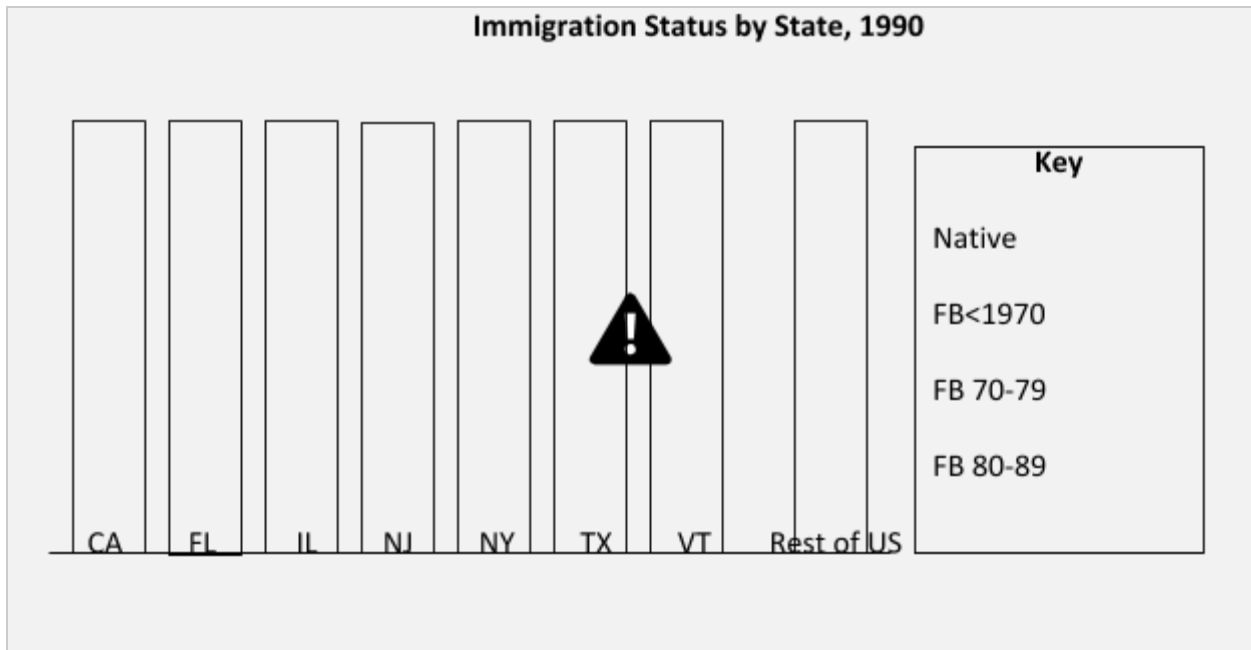 Immigration Status by State, 1990
Key
Native
FB<1970
FB 70-79
FB 80-89
CA FL IL NJ NY TX VT Rest of US
!